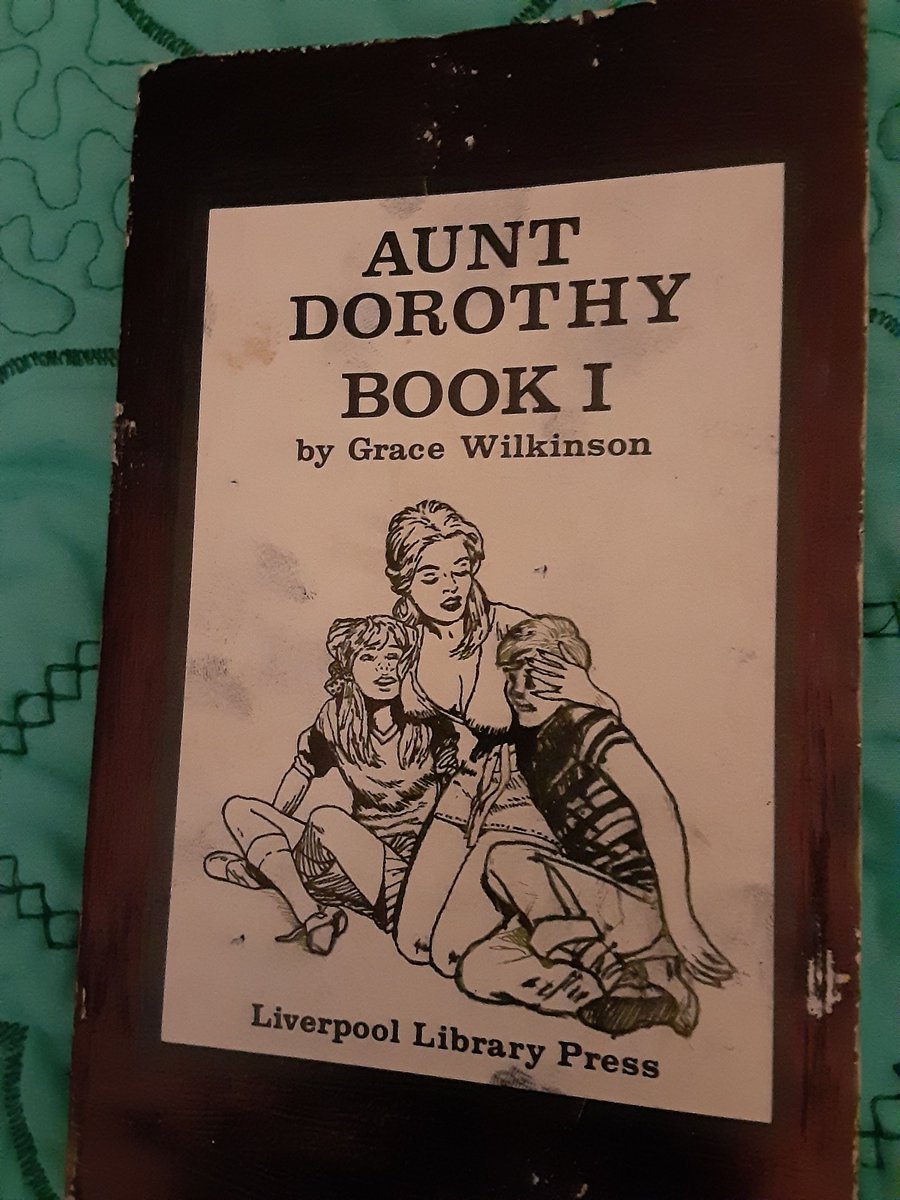 AUNT
DOROTHY
BOOK I
by Grace Wilkinson
Liverpool Library Press